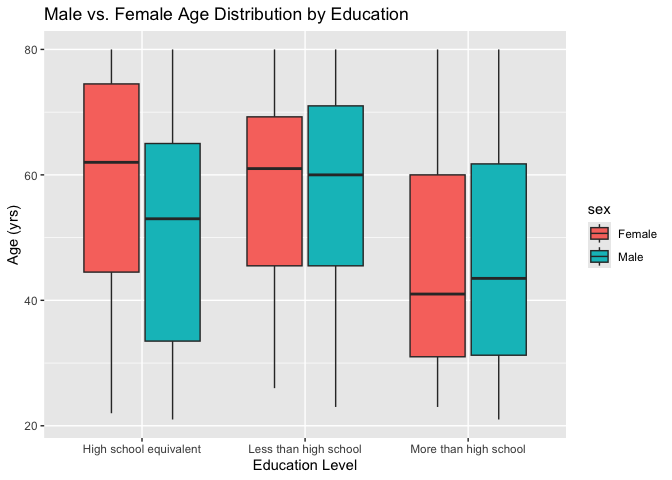 Male vs. Female Age Distribution by Education
80
60
40
20
Age (yrs)
High school equivalent
Less than high school
More than high school
Education Level
sex
Female
Male